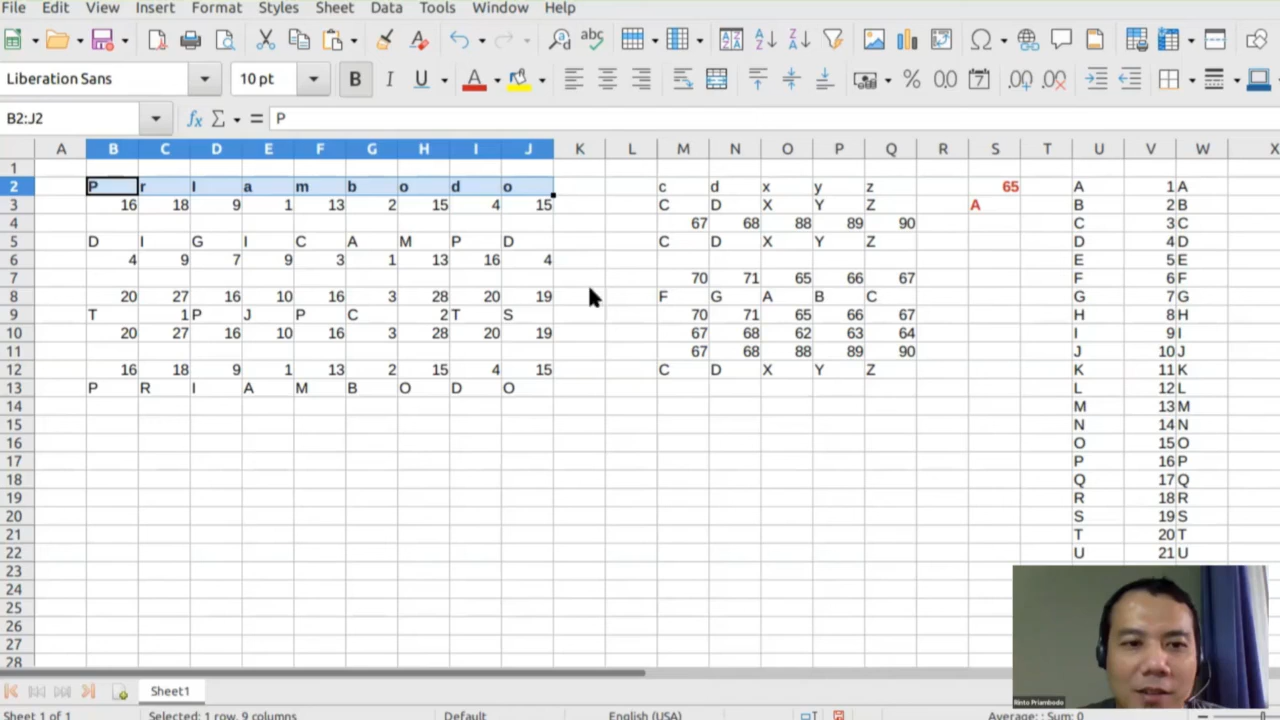 File Edit View Insert Format Styles Sheet Data Tools Window Help
Liberation Sans 10 pt B I U A % 0.0 7 .00 .00
B2:J2 fx Σ = P
A B C D E F G H I J K L M N O P Q R S T U V W X
1
2 P r I a m b o d o c d x y z 65 A 1 A
3 16 18 9 1 13 2 15 4 15 C D X Y Z A B 2 B
4 67 68 88 89 90 C 3 C
5 D I G I C A M P D C D X Y Z D 4 D
6 4 9 7 9 3 1 13 16 4 E 5 E
7 70 71 65 66 67 F 6 F
8 20 27 16 10 16 3 28 20 19 F G A B C G 7 G
9 T 1 P J P C 2 T S 70 71 65 66 67 H 8 H
10 20 27 16 10 16 3 28 20 19 67 68 62 63 64 I 9 I
11 67 68 88 89 90 J 10 J
12 16 18 9 1 13 2 15 4 15 C D X Y Z K 11 K
13 P R I A M B O D O L 12 L
14 M 13 M
15 N 14 N
16 O 15 O
17 P 16 P
18 Q 17 Q
19 R 18 R
20 S 19 S
21 T 20 T
22 U 21 U
23
24
25
26
27
28
Rinto Priambodo
Sheet1
Sheet 1 of 1 Selected: 1 row, 9 columns Default English (USA) Average: ; Sum: 0